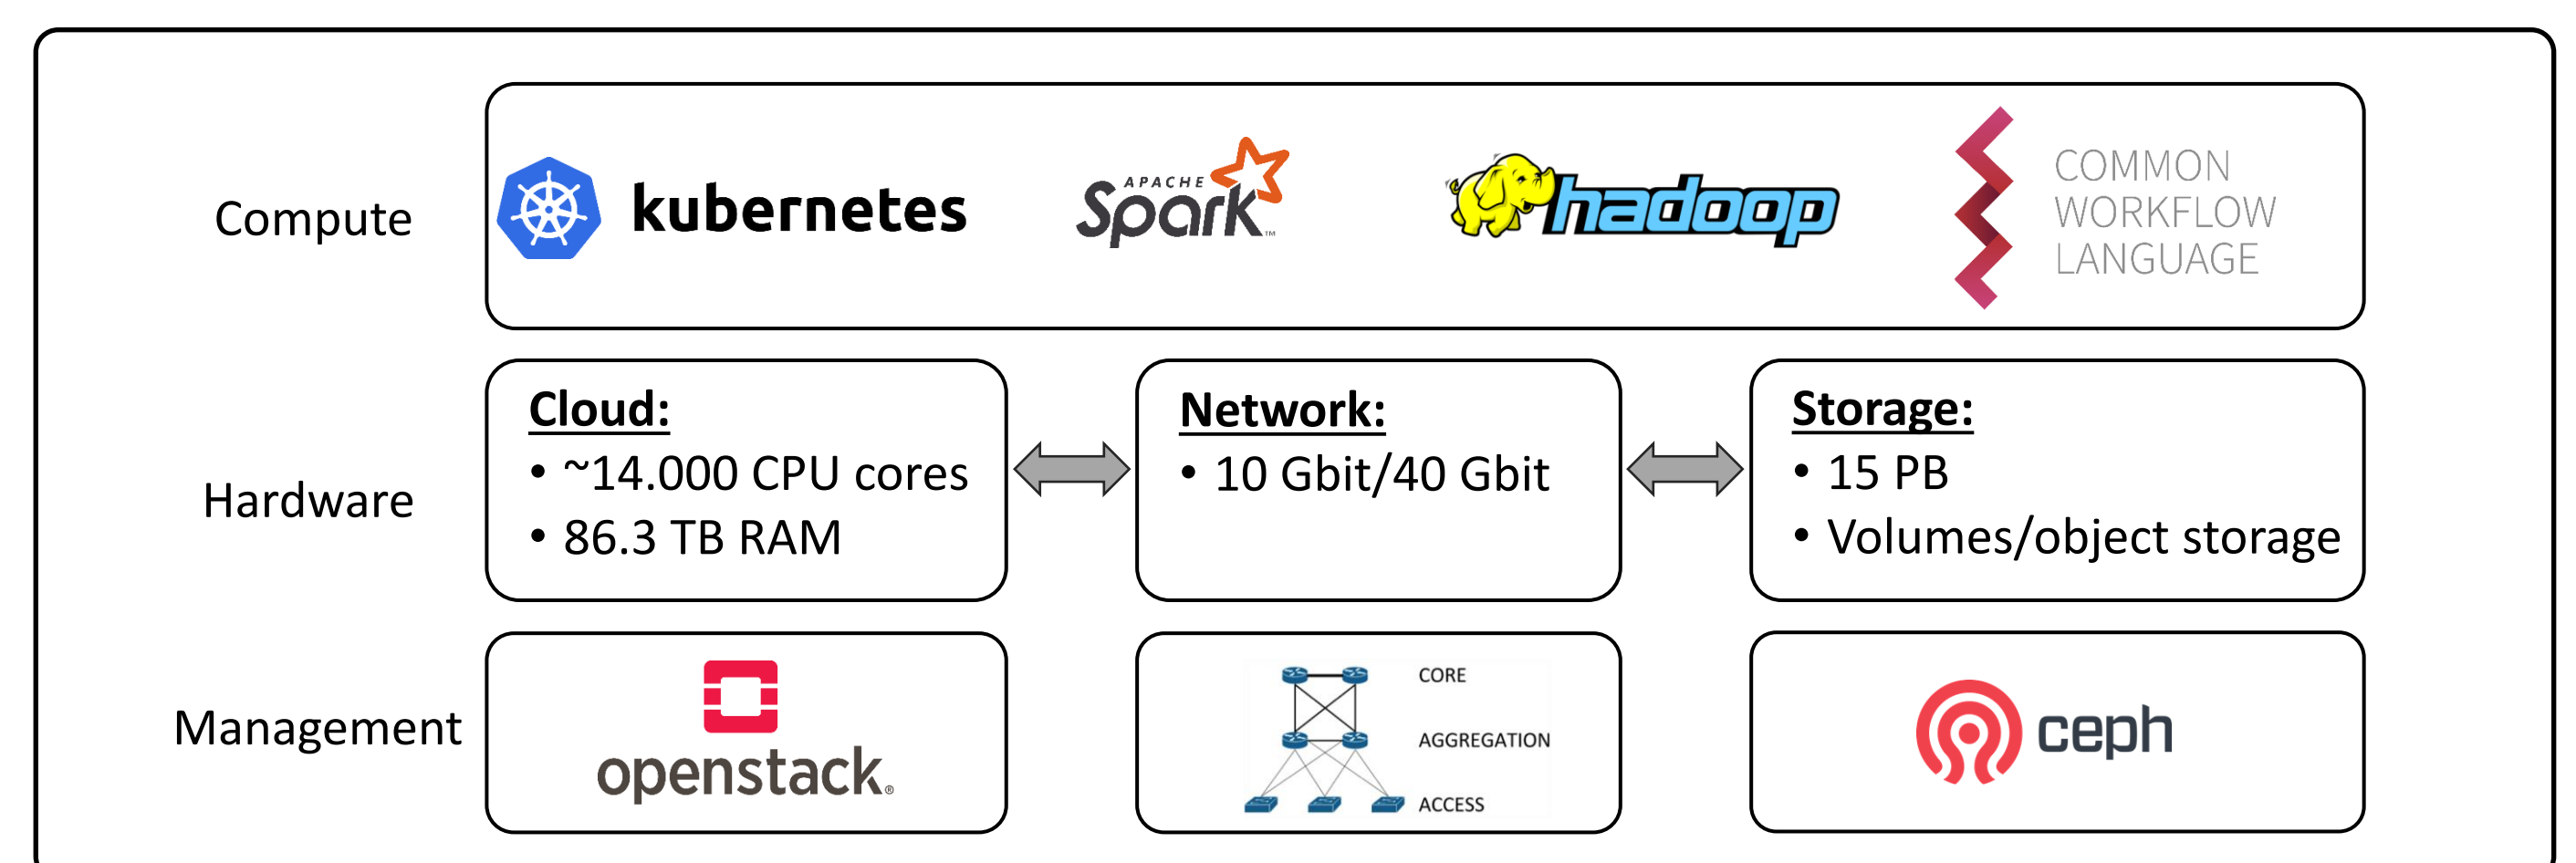 Compute
kubernetes
APACHE
Spark™
hadoop
COMMON
WORKFLOW
LANGUAGE
Hardware
Cloud:
• ~14.000 CPU cores
• 86.3 TB RAM
Network:
• 10 Gbit/40 Gbit
Storage:
• 15 PB
• Volumes/object storage
Management
openstack®
CORE
AGGREGATION
ACCESS
ceph